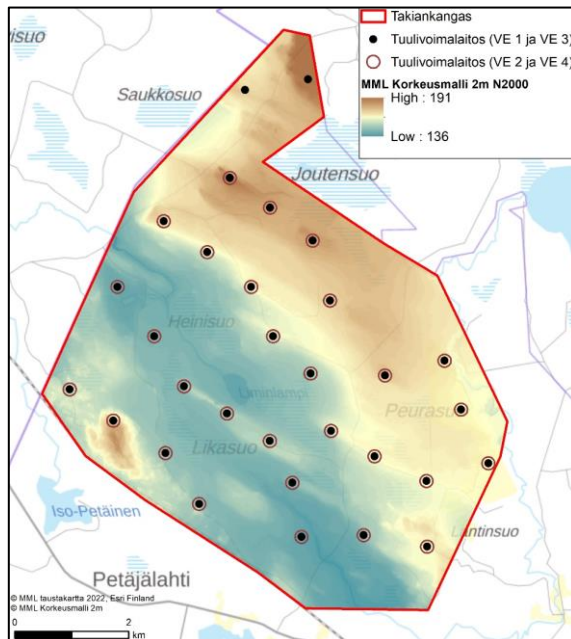 Takiankangas
Tuulivoimalaitos (VE 1 ja VE 3)
Tuulivoimalaitos (VE 2 ja VE 4)
MML Korkeusmalli 2m N2000
High : 191
Low : 136
Saukkosuo
Joutensuo
Heinisuo
Peurasuo
Likasuo
Iso-Petäinen
Petäjälahti
© MML taustakartta 2022, Esri Finland
© MML Korkeusmalli 2m
0 2
km